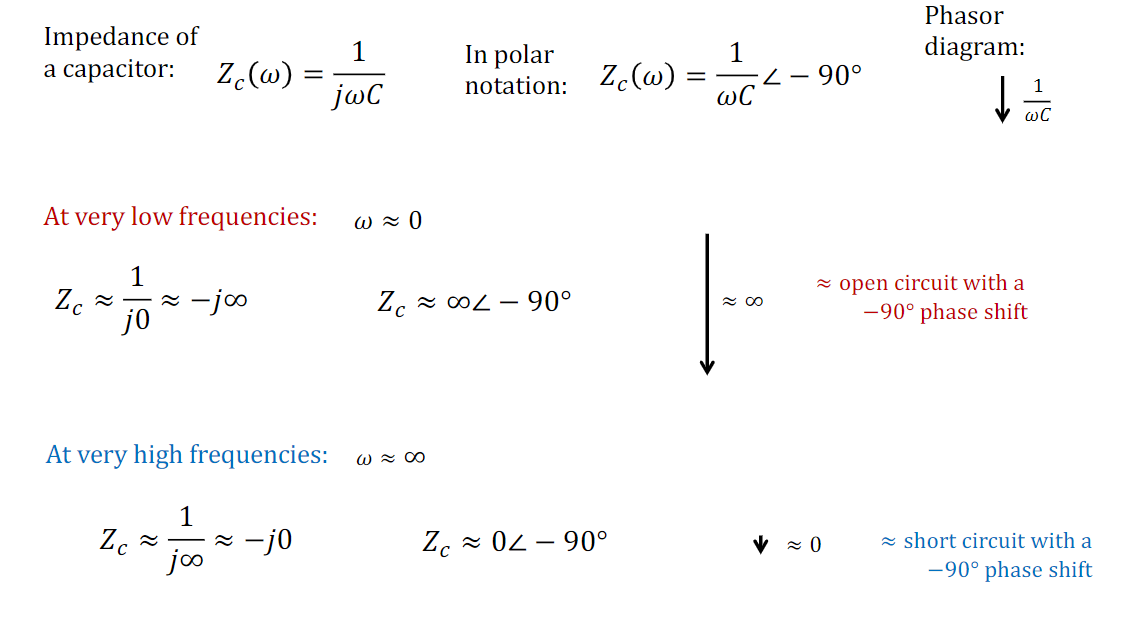 Impedance of
a capacitor:
Z_c(ω) = 1/(jωC)
In polar
notation:
Z_c(ω) = 1/(ωC) ∠ − 90°
Phasor
diagram:
1/(ωC)
At very low frequencies: ω ≈ 0
Z_c ≈ 1/(j0) ≈ −j∞
Z_c ≈ ∞∠ − 90°
≈ ∞
≈ open circuit with a
−90° phase shift
At very high frequencies: ω ≈ ∞
Z_c ≈ 1/(j∞) ≈ −j0
Z_c ≈ 0∠ − 90°
≈ 0
≈ short circuit with a
−90° phase shift